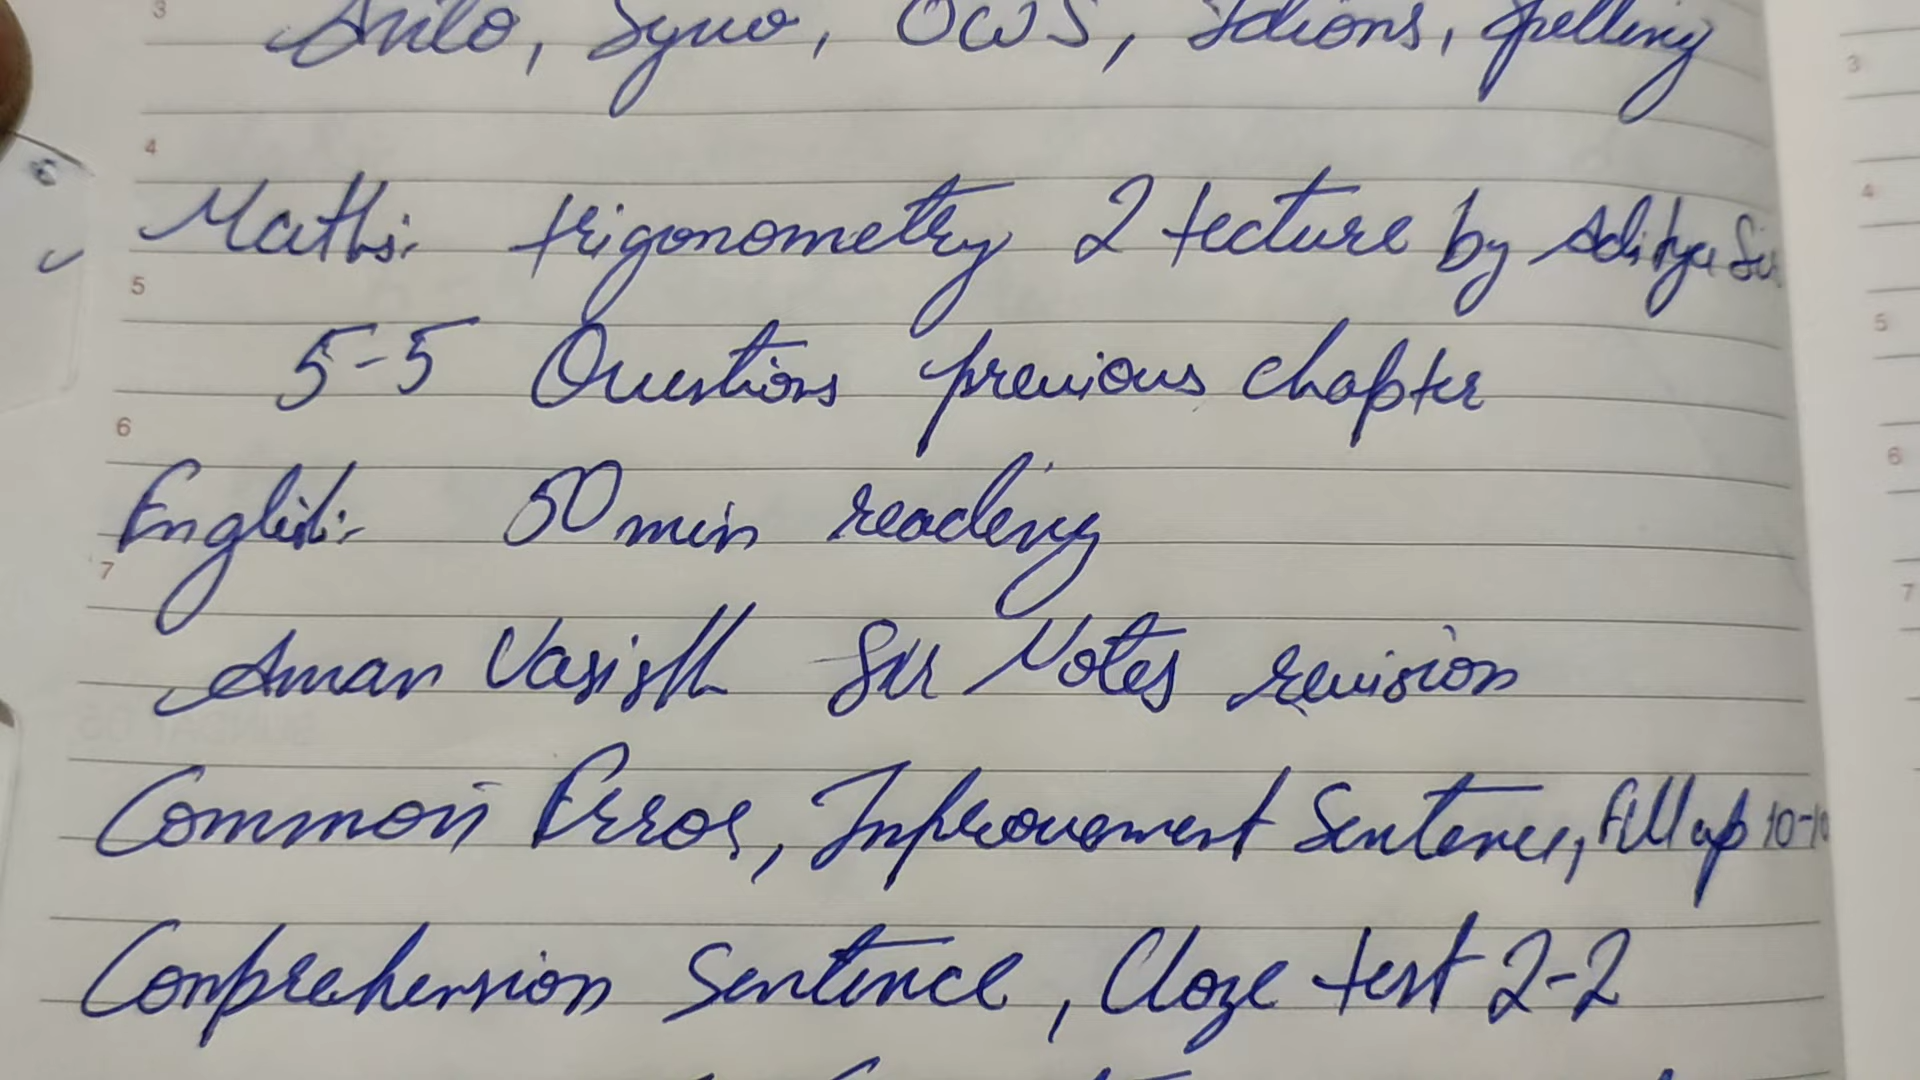 Anto, Syno, OWS, Idioms, Spelling
Maths: trigonometry 2 lecture by Aditya Sir
5-5 Questions previous chapter
English:- 50 min reading
Aman Vasisth Sir Notes revision
Common Error, Improvement Sentence, Fill up 10-10
Comprehension Sentence, Cloze test 2-2